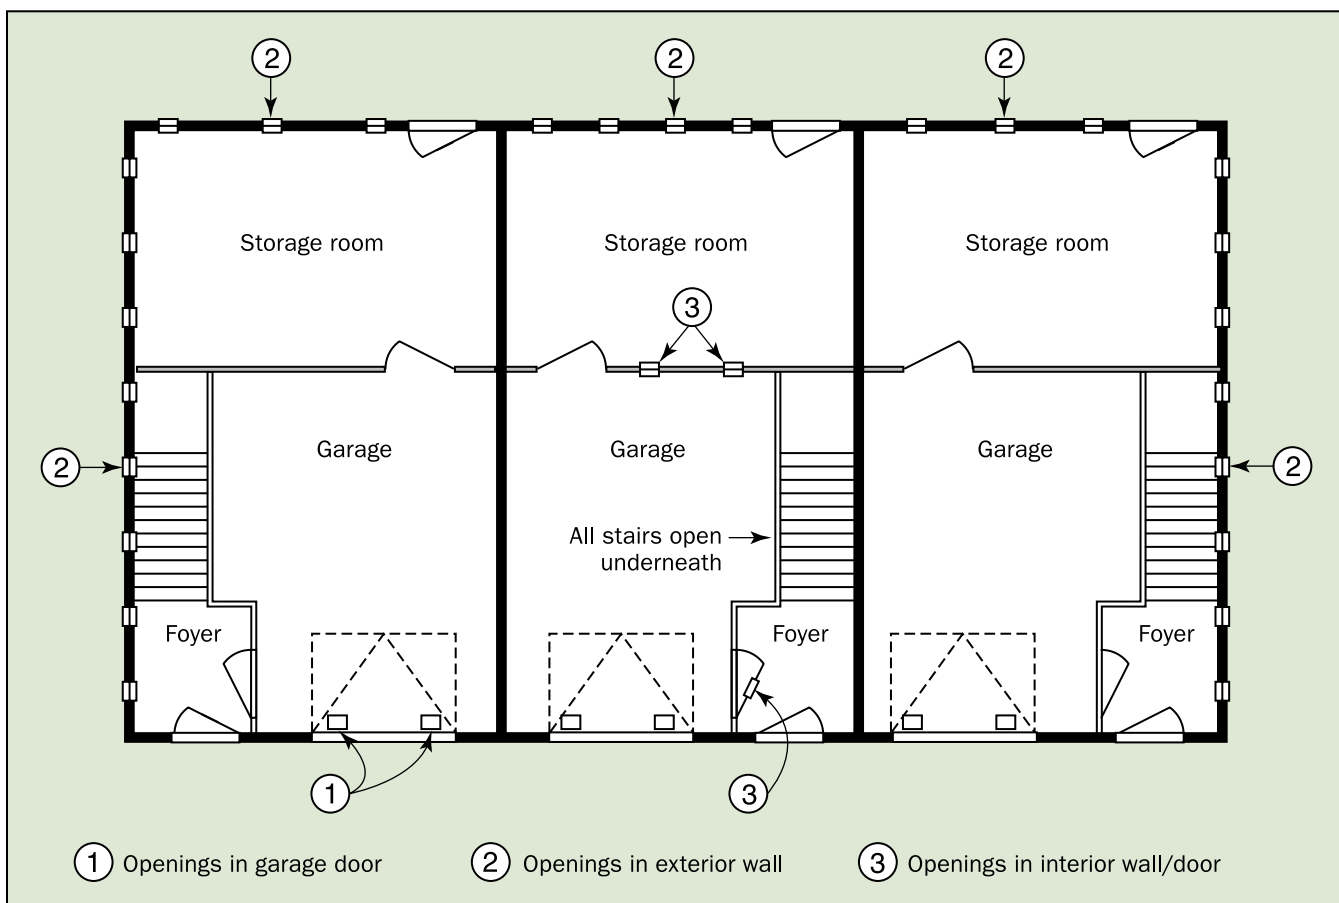 2
2
2
Storage room
Storage room
Storage room
3
Garage
Garage
Garage
2
2
All stairs open
underneath
Foyer
Foyer
Foyer
1
3
1 Openings in garage door
2 Openings in exterior wall
3 Openings in interior wall/door